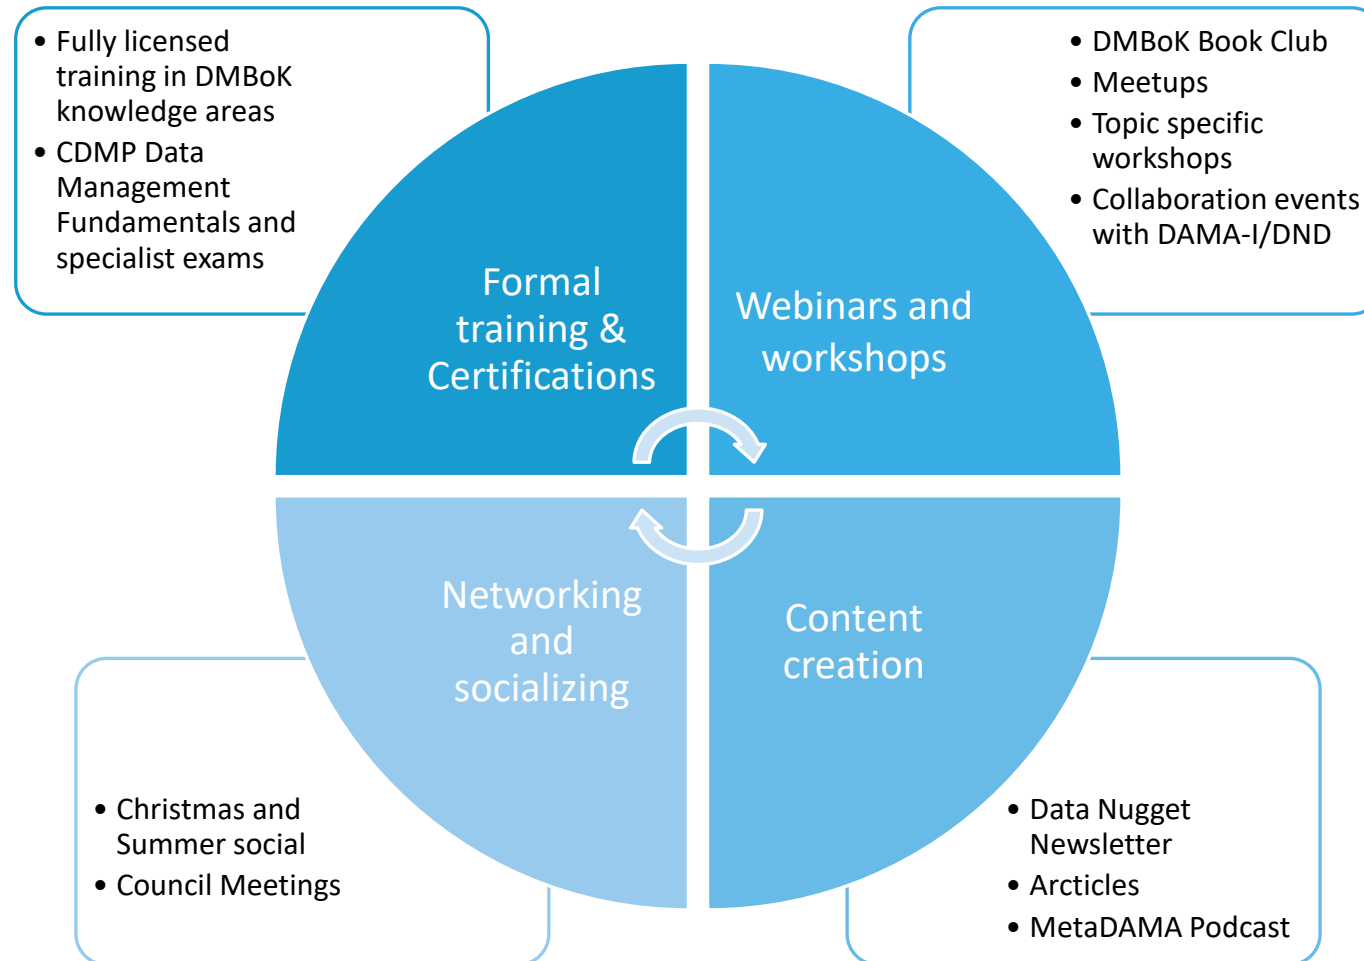 • Fully licensed
training in DMBoK
knowledge areas
• CDMP Data
Management
Fundamentals and
specialist exams
• DMBoK Book Club
• Meetups
• Topic specific
workshops
• Collaboration events
with DAMA-I/DND
Formal
training &
Certifications
Webinars and
workshops
Networking
and
socializing
Content
creation
• Christmas and
Summer social
• Council Meetings
• Data Nugget
Newsletter
• Arcticles
• MetaDAMA Podcast